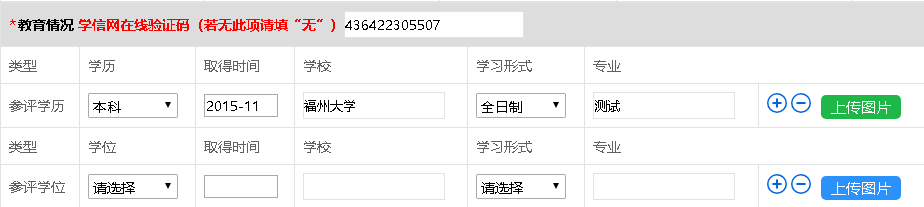 *教育情况 学信网在线验证码（若无此项请填“无”）436422305507
类型 学历 取得时间 学校 学习形式 专业
参评学历 本科 2015-11 福州大学 全日制 测试 上传图片
类型 学位 取得时间 学校 学习形式 专业
参评学位 请选择 请选择 上传图片